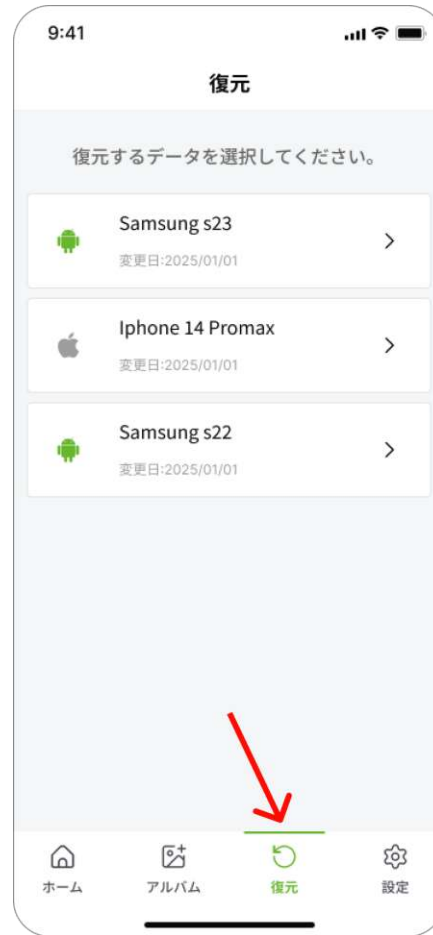 9:41
復元
復元するデータを選択してください。
Samsung s23
変更日:2025/01/01
Iphone 14 Promax
変更日:2025/01/01
Samsung s22
変更日:2025/01/01
ホーム
アルバム
復元
設定